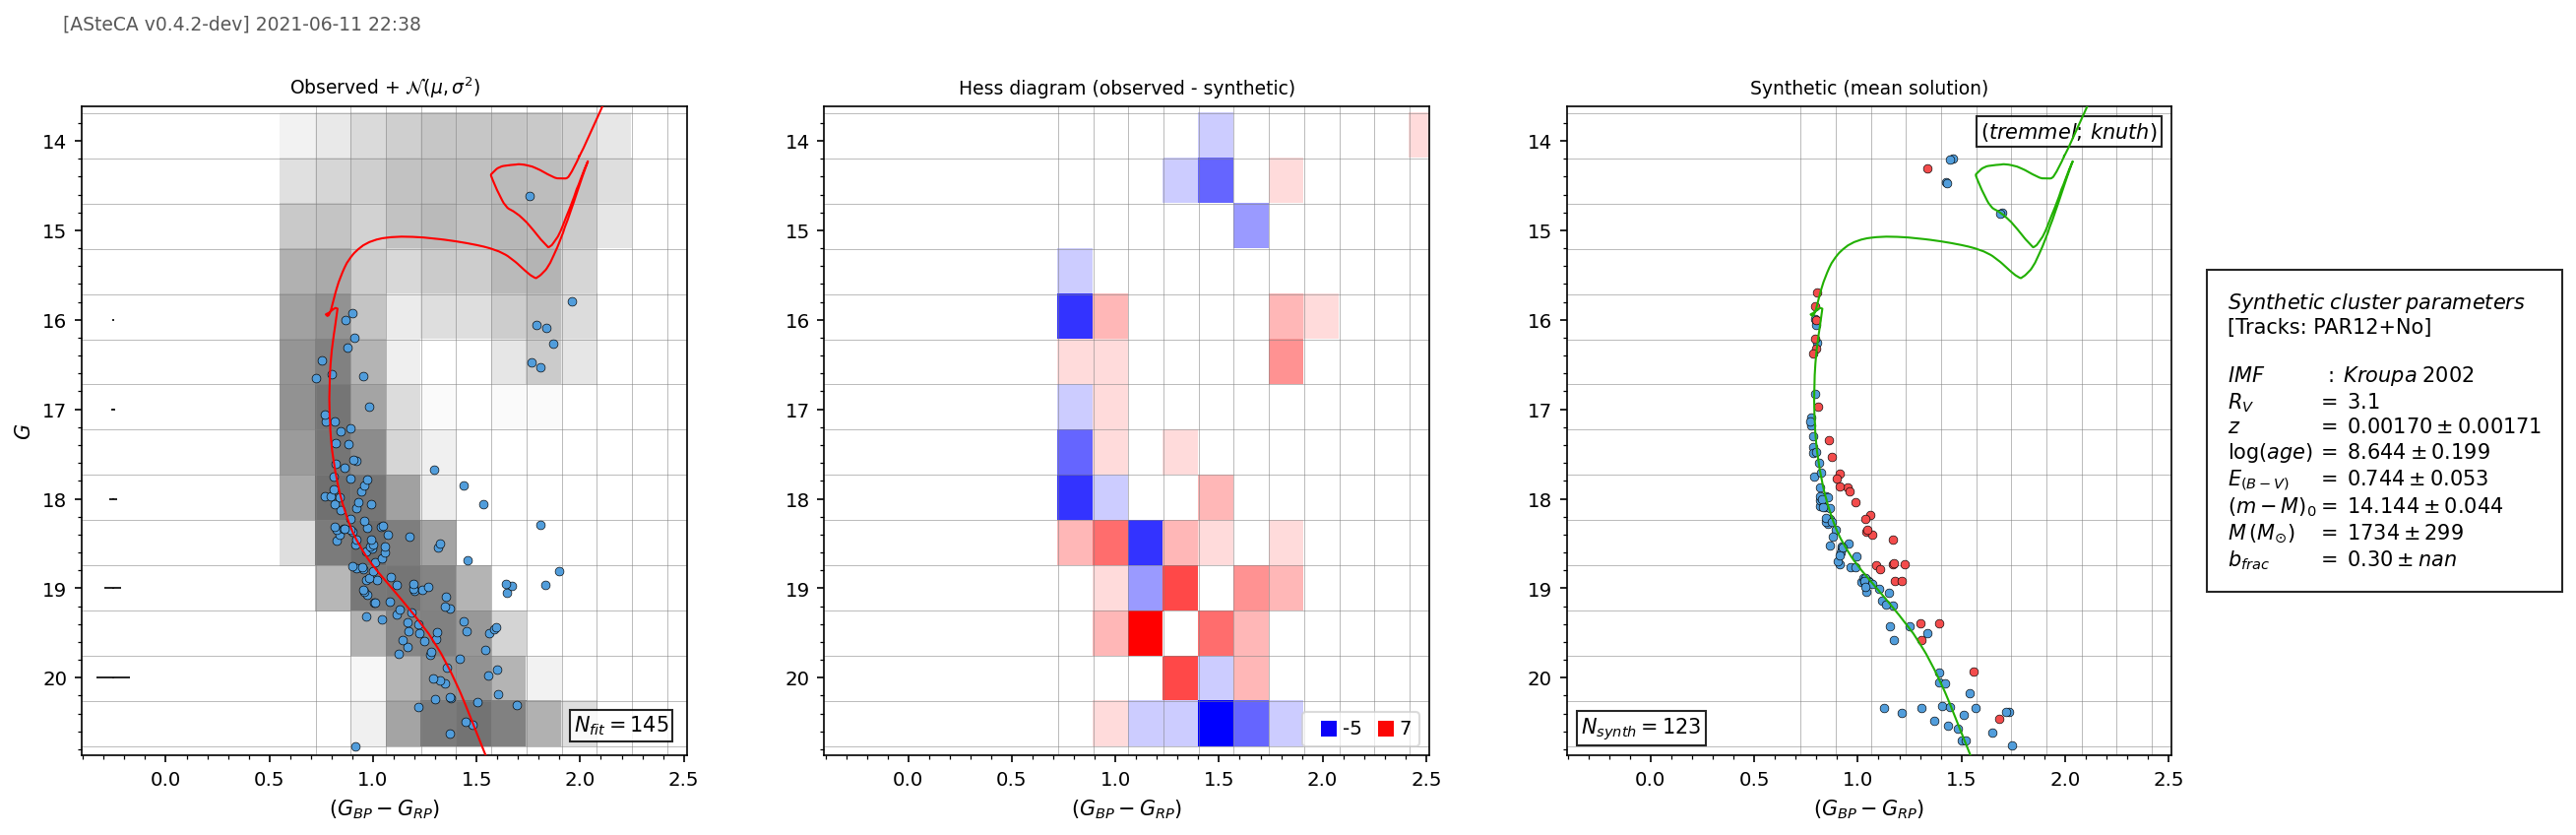 [ASteCA v0.4.2-dev] 2021-06-11 22:38
Observed + 𝒩(μ, σ²)
14
15
16
17
18
19
20
G
N_fit = 145
0.0 0.5 1.0 1.5 2.0 2.5
(G_BP − G_RP)
Hess diagram (observed - synthetic)
14
15
16
17
18
19
20
-5 7
0.0 0.5 1.0 1.5 2.0 2.5
(G_BP − G_RP)
Synthetic (mean solution)
(tremmel; knuth)
14
15
16
17
18
19
20
N_synth = 123
0.0 0.5 1.0 1.5 2.0 2.5
(G_BP − G_RP)
Synthetic cluster parameters
[Tracks: PAR12+No]
IMF : Kroupa 2002
R_V = 3.1
z = 0.00170 ± 0.00171
log(age) = 8.644 ± 0.199
E_(B−V) = 0.744 ± 0.053
(m − M)₀ = 14.144 ± 0.044
M (M_⊙) = 1734 ± 299
b_frac = 0.30 ± nan